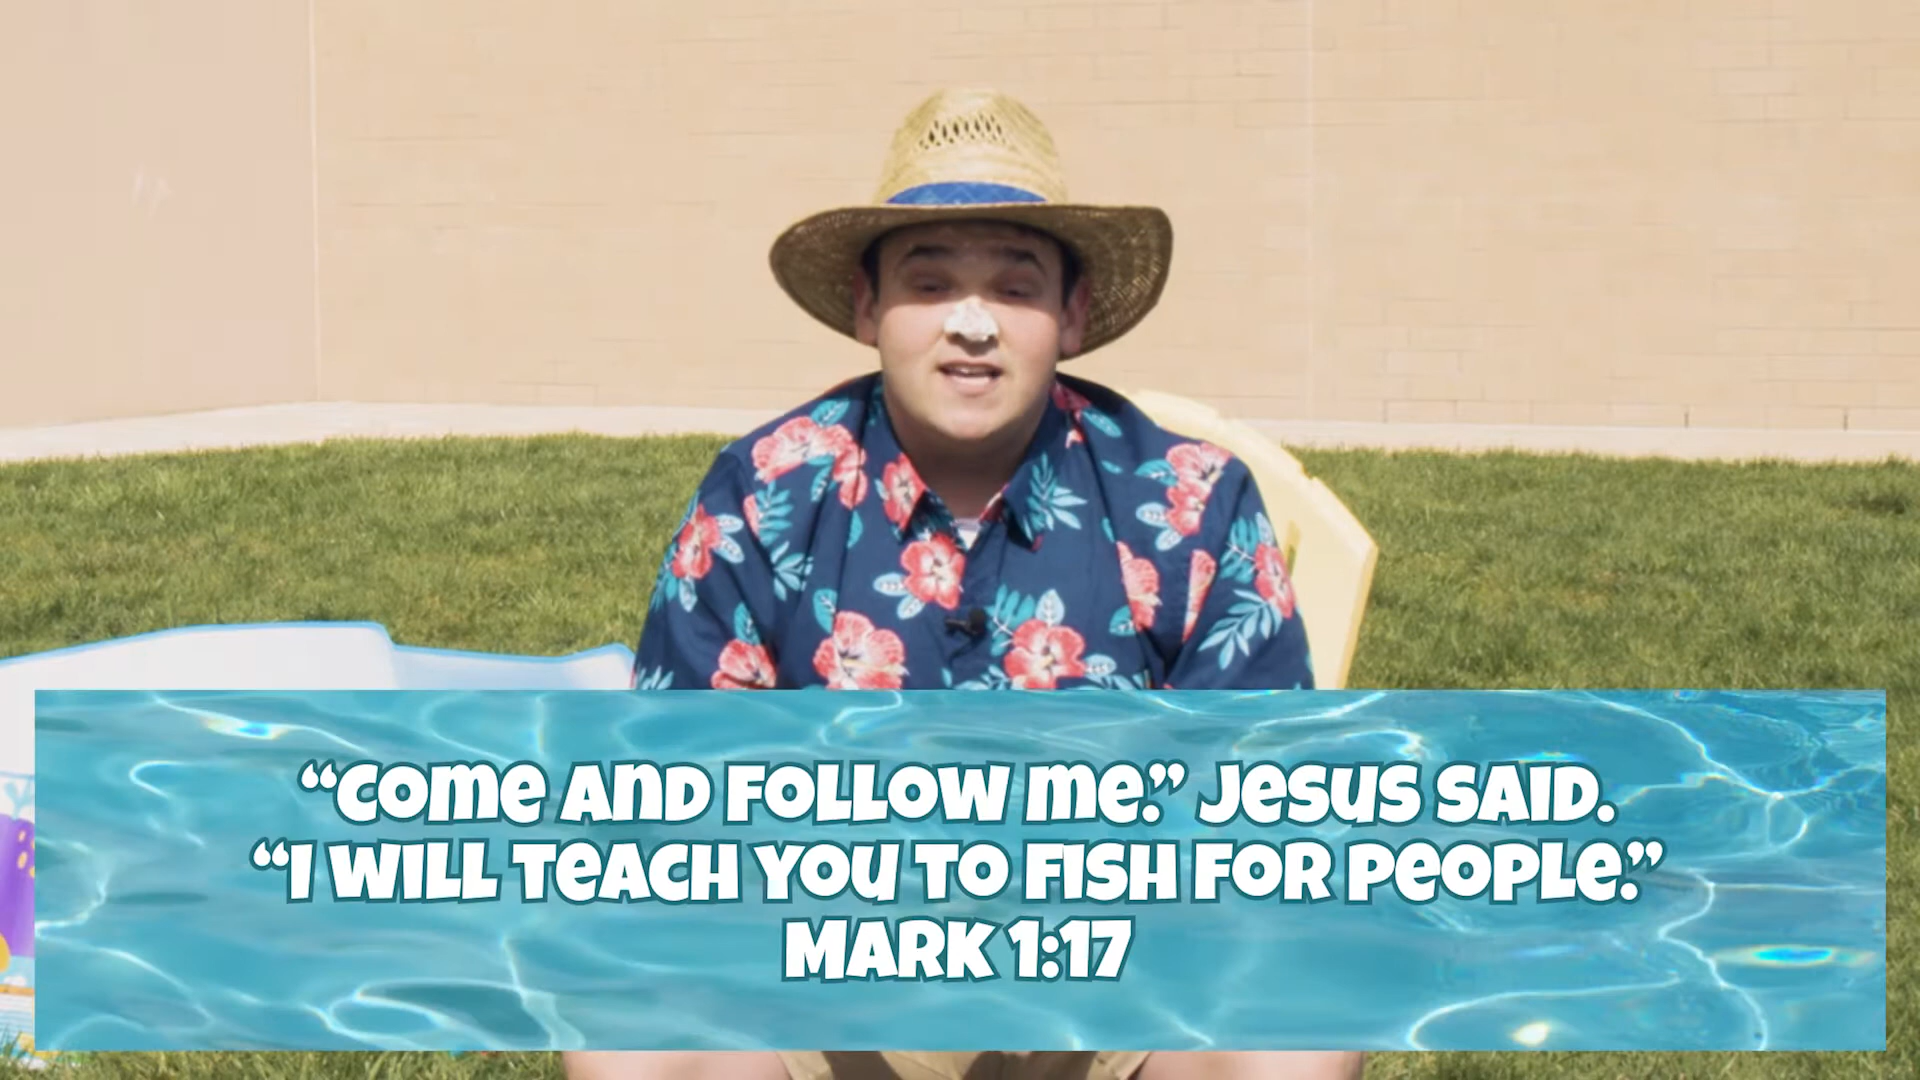 “Come and follow me.” Jesus said.
“I will teach you to fish for people.”
Mark 1:17